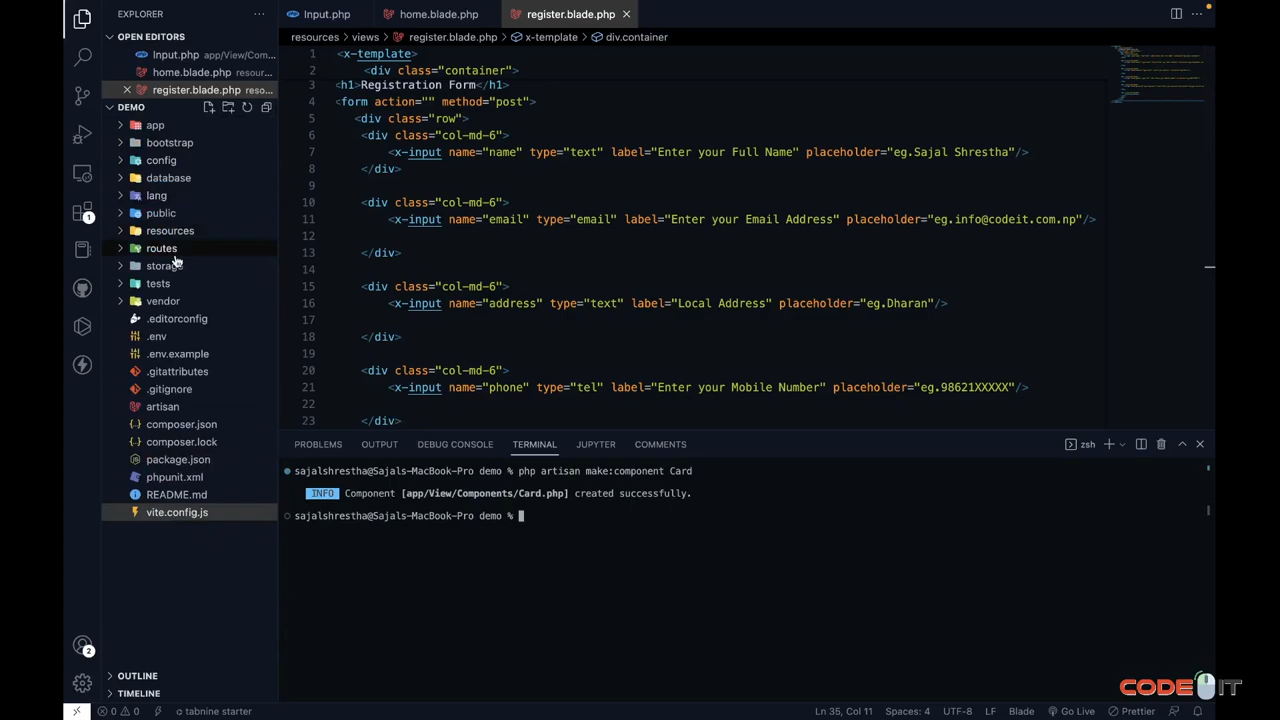 EXPLORER
OPEN EDITORS
Input.php app/View/Com...
home.blade.php resour...
register.blade.php reso...
DEMO
app
bootstrap
config
database
lang
public
resources
routes
storage
tests
vendor
.editorconfig
.env
.env.example
.gitattributes
.gitignore
artisan
composer.json
composer.lock
package.json
phpunit.xml
README.md
vite.config.js
OUTLINE
TIMELINE
1
2
Input.php
home.blade.php
register.blade.php
resources > views > register.blade.php > x-template > div.container
1 <x-template>
2 <div class="container">
3 <h1>Registration Form</h1>
4 <form action="" method="post">
5 <div class="row">
6 <div class="col-md-6">
7 <x-input name="name" type="text" label="Enter your Full Name" placeholder="eg.Sajal Shrestha"/>
8 </div>
9
10 <div class="col-md-6">
11 <x-input name="email" type="email" label="Enter your Email Address" placeholder="eg.info@codeit.com.np"/>
12
13 </div>
14
15 <div class="col-md-6">
16 <x-input name="address" type="text" label="Local Address" placeholder="eg.Dharan"/>
17
18 </div>
19
20 <div class="col-md-6">
21 <x-input name="phone" type="tel" label="Enter your Mobile Number" placeholder="eg.98621XXXXX"/>
22
23 </div>
PROBLEMS OUTPUT DEBUG CONSOLE TERMINAL JUPYTER COMMENTS
zsh
sajalshrestha@Sajals-MacBook-Pro demo % php artisan make:component Card
INFO Component [app/View/Components/Card.php] created successfully.
sajalshrestha@Sajals-MacBook-Pro demo %
CODE IT
0 0 tabnine starter
Ln 35, Col 11 Spaces: 4 UTF-8 LF Blade Go Live Prettier